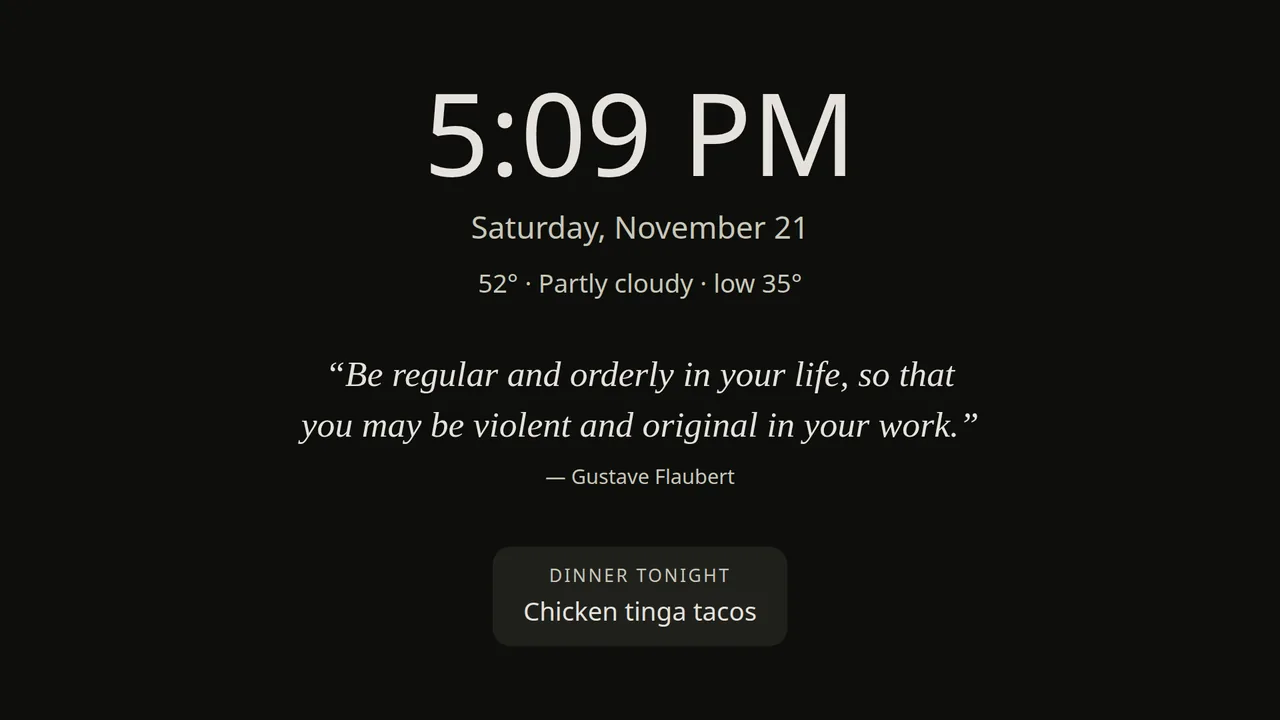 5:09 PM
Saturday, November 21
52° · Partly cloudy · low 35°
“Be regular and orderly in your life, so that
you may be violent and original in your work.”
— Gustave Flaubert
DINNER TONIGHT
Chicken tinga tacos